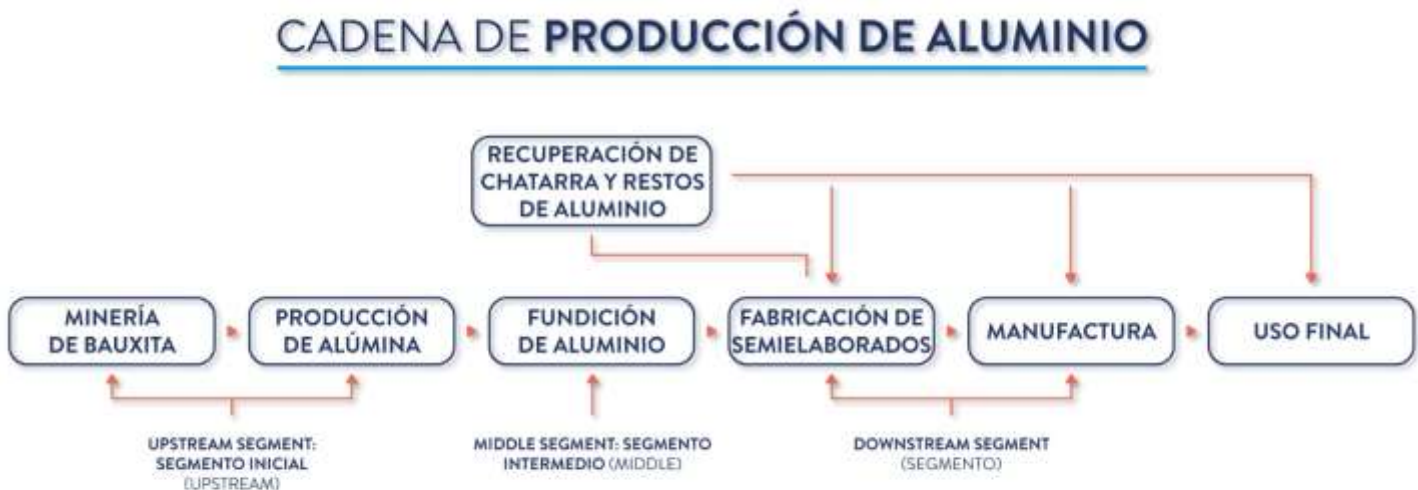 CADENA DE PRODUCCIÓN DE ALUMINIO
RECUPERACIÓN DE
CHATARRA Y RESTOS
DE ALUMINIO
MINERÍA
DE BAUXITA
PRODUCCIÓN
DE ALÚMINA
FUNDICIÓN
DE ALUMINIO
FABRICACIÓN DE
SEMIELABORADOS
MANUFACTURA
USO FINAL
UPSTREAM SEGMENT:
SEGMENTO INICIAL
(UPSTREAM)
MIDDLE SEGMENT: SEGMENTO
INTERMEDIO (MIDDLE)
DOWNSTREAM SEGMENT
(SEGMENTO)